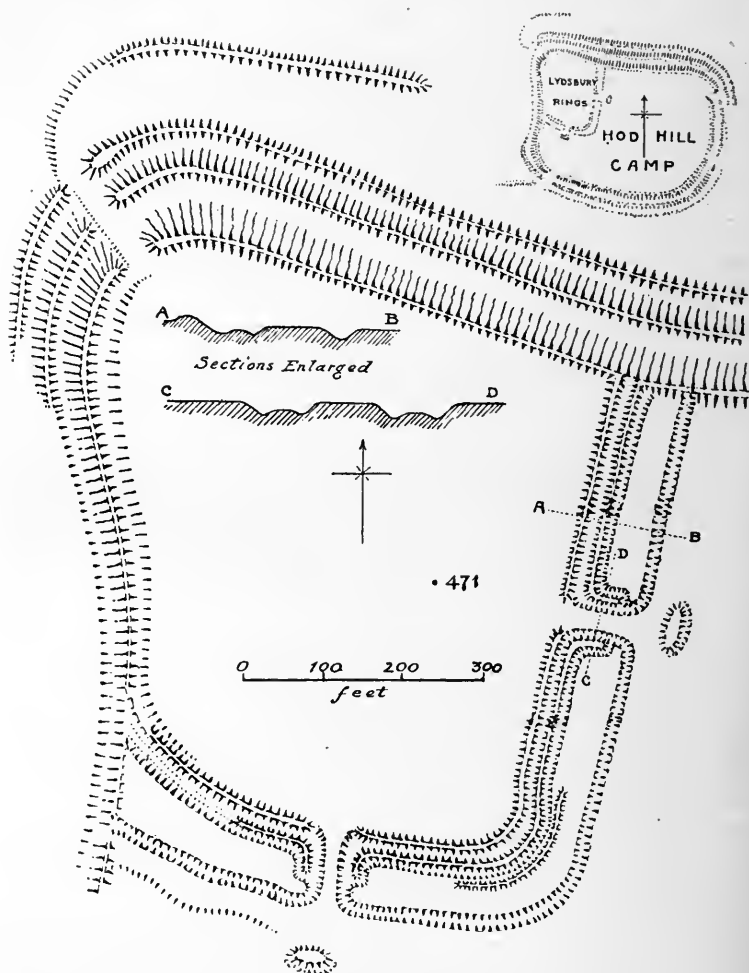 LYDSBURY
RINGS
HOD HILL
CAMP
A B
Sections Enlarged
C D
A
B
D
• 471
C
0 100 200 300
feet